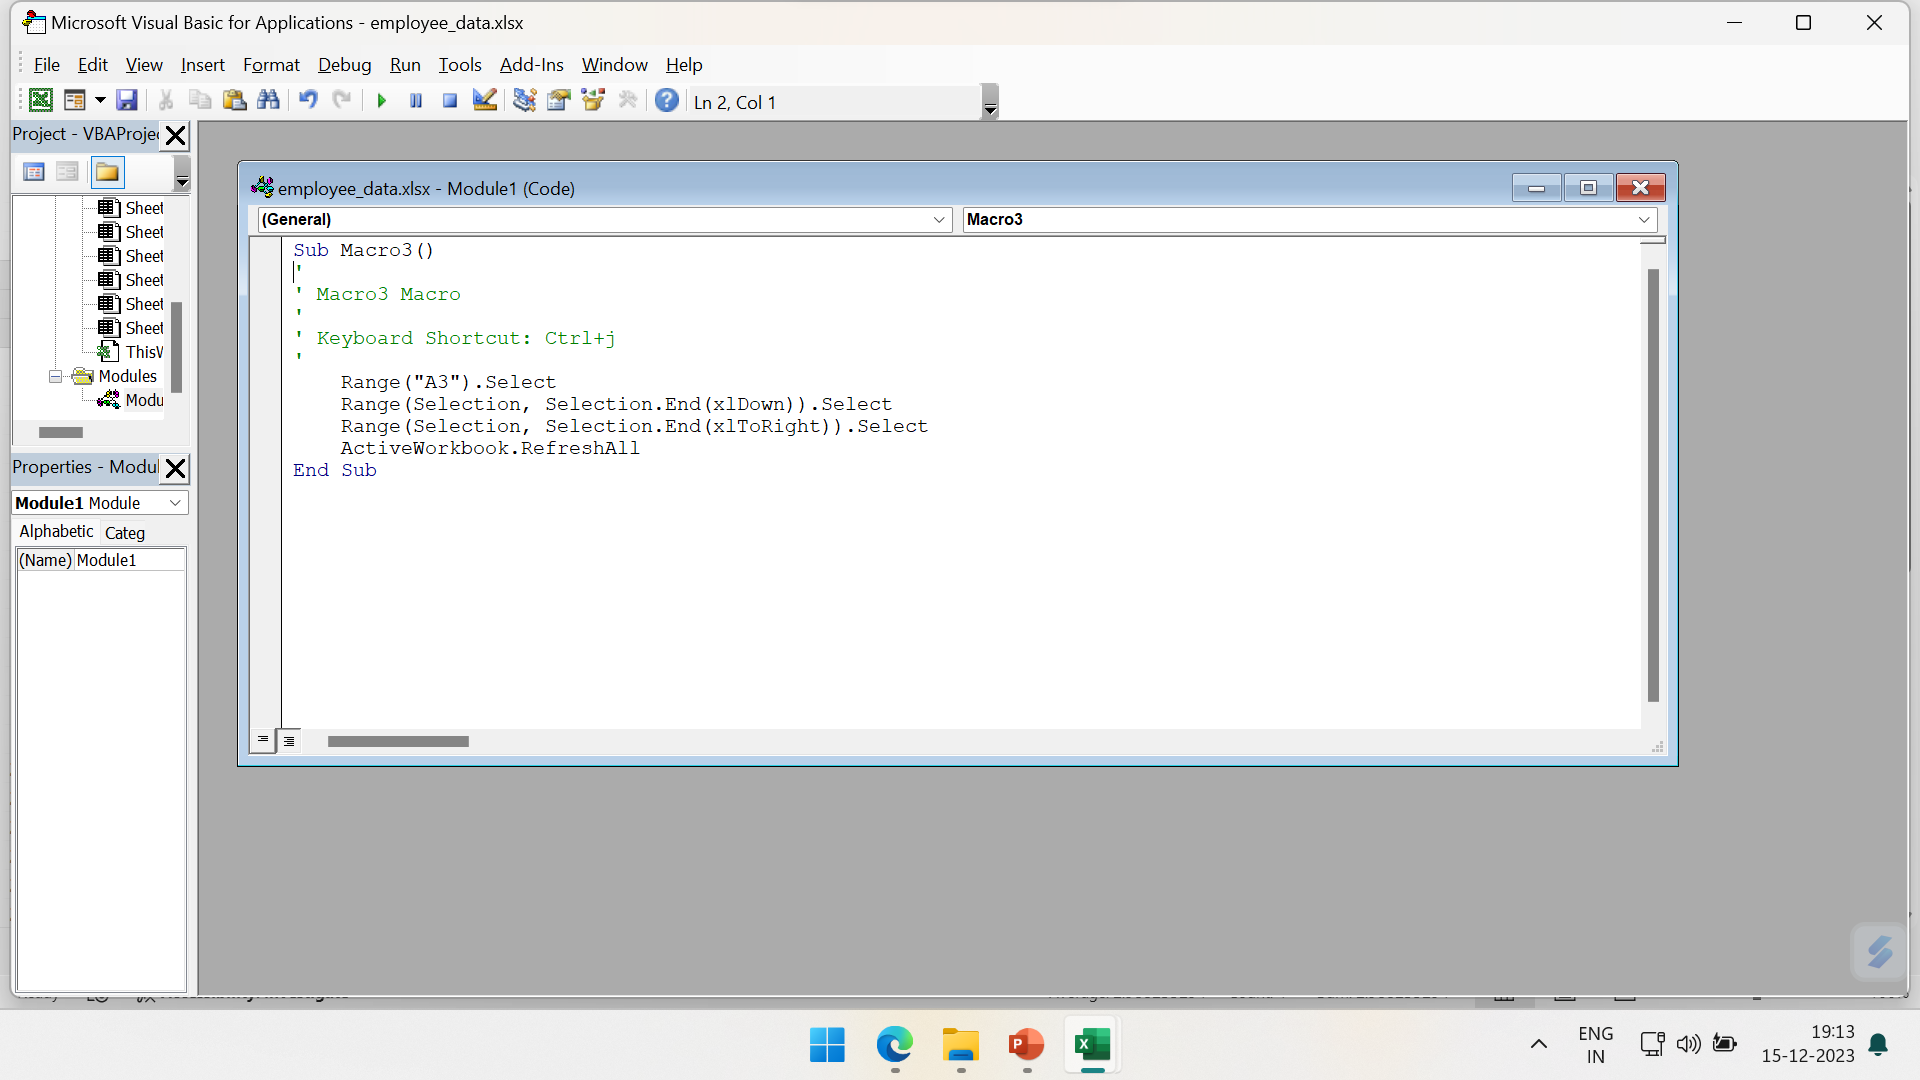 Microsoft Visual Basic for Applications - employee_data.xlsx
File Edit View Insert Format Debug Run Tools Add-Ins Window Help
Ln 2, Col 1
Project - VBAProjec
Sheet
Sheet
Sheet
Sheet
Sheet
Sheet
ThisW
Modules
Modu
Properties - Modul
Module1 Module
Alphabetic Categ
(Name) Module1
employee_data.xlsx - Module1 (Code)
(General) Macro3
Sub Macro3()
'
' Macro3 Macro
'
' Keyboard Shortcut: Ctrl+j
'
Range("A3").Select
Range(Selection, Selection.End(xlDown)).Select
Range(Selection, Selection.End(xlToRight)).Select
ActiveWorkbook.RefreshAll
End Sub
ENG
IN
19:13
15-12-2023